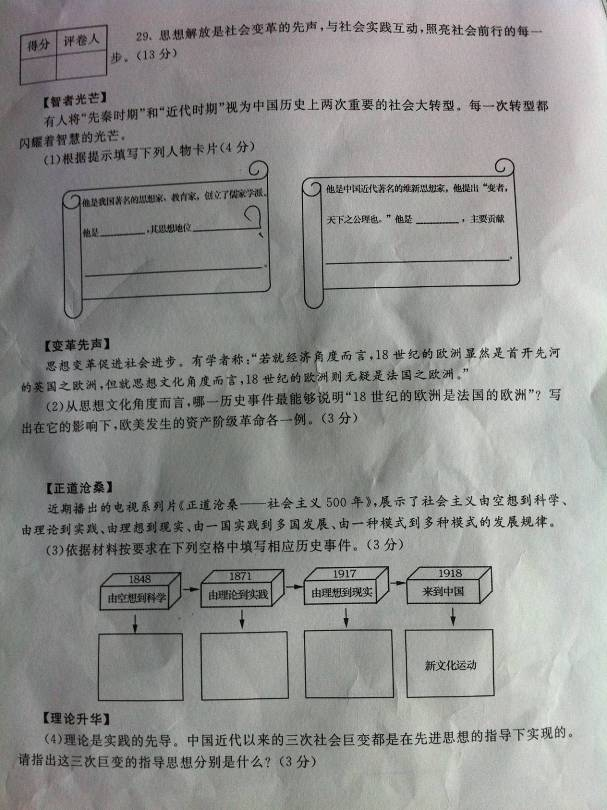 得分 评卷人
29、思想解放是社会变革的先声,与社会实践互动,照亮社会前行的每一
步。(13分)
【智者光芒】
有人将“先秦时期”和“近代时期”视为中国历史上两次重要的社会大转型。每一次转型都
闪耀着智慧的光芒。
(1)根据提示填写下列人物卡片(4分)
他是我国著名的思想家、教育家,创立了儒家学派。
他是________,其思想地位________
________。
他是中国近代著名的维新思想家,他提出“变者,
天下之公理也。”他是 ________ ,主要贡献
________。
【变革先声】
思想变革促进社会进步。有学者称:“若就经济角度而言,18世纪的欧洲显然是首开先河
的英国之欧洲,但就思想文化角度而言,18世纪的欧洲则无疑是法国之欧洲。”
(2)从思想文化角度而言,哪一历史事件最能够说明“18世纪的欧洲是法国的欧洲”?写
出在它的影响下,欧美发生的资产阶级革命各一例。(3分)
【正道沧桑】
近期播出的电视系列片《正道沧桑——社会主义500年》,展示了社会主义由空想到科学、
由理论到实践、由理想到现实、由一国实践到多国发展、由一种模式到多种模式的发展规律。
(3)依据材料按要求在下列空格中填写相应历史事件。(3分)
1848 1871 1917 1918
由空想到科学 由理论到实践 由理想到现实 来到中国
新文化运动
【理论升华】
(4)理论是实践的先导。中国近代以来的三次社会巨变都是在先进思想的指导下实现的。
请指出这三次巨变的指导思想分别是什么?(3分)